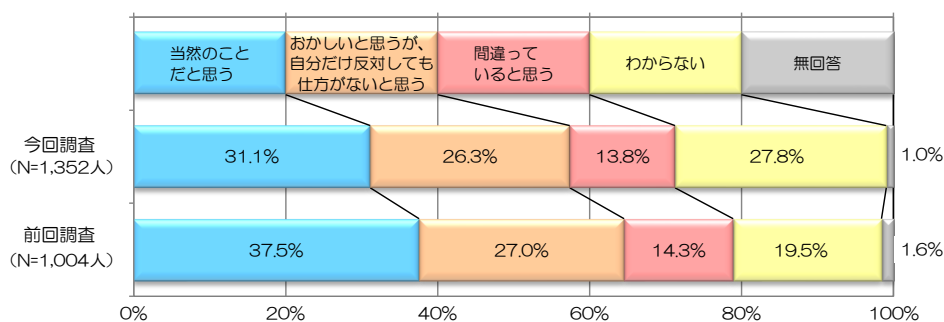 当然のこと
だと思う
おかしいと思うが、
自分だけ反対しても
仕方がないと思う
間違って
いると思う
わからない
無回答
今回調査
（N=1,352人）
31.1%
26.3%
13.8%
27.8%
1.0%
前回調査
（N=1,004人）
37.5%
27.0%
14.3%
19.5%
1.6%
0%
20%
40%
60%
80%
100%